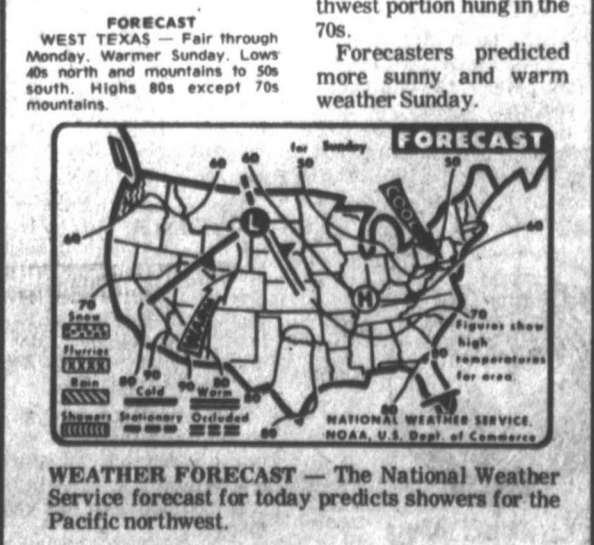 FORECAST
WEST TEXAS — Fair through
Monday. Warmer Sunday. Lows
40s north and mountains to 50s
south. Highs 80s except 70s
mountains.
thwest portion hung in the
70s.
Forecasters predicted
more sunny and warm
weather Sunday.
for Sunday
FORECAST
60
60
50
50
COOL
60
60
L
H
WARM
70
70
Figures show
high
temperatures
for area.
Snow
Flurries
Rain
Showers
80
90
90
80
80
80
80
80
Cold
Warm
Stationary
Occluded
NATIONAL WEATHER SERVICE,
NOAA, U.S. Dept. of Commerce
WEATHER FORECAST — The National Weather
Service forecast for today predicts showers for the
Pacific northwest.